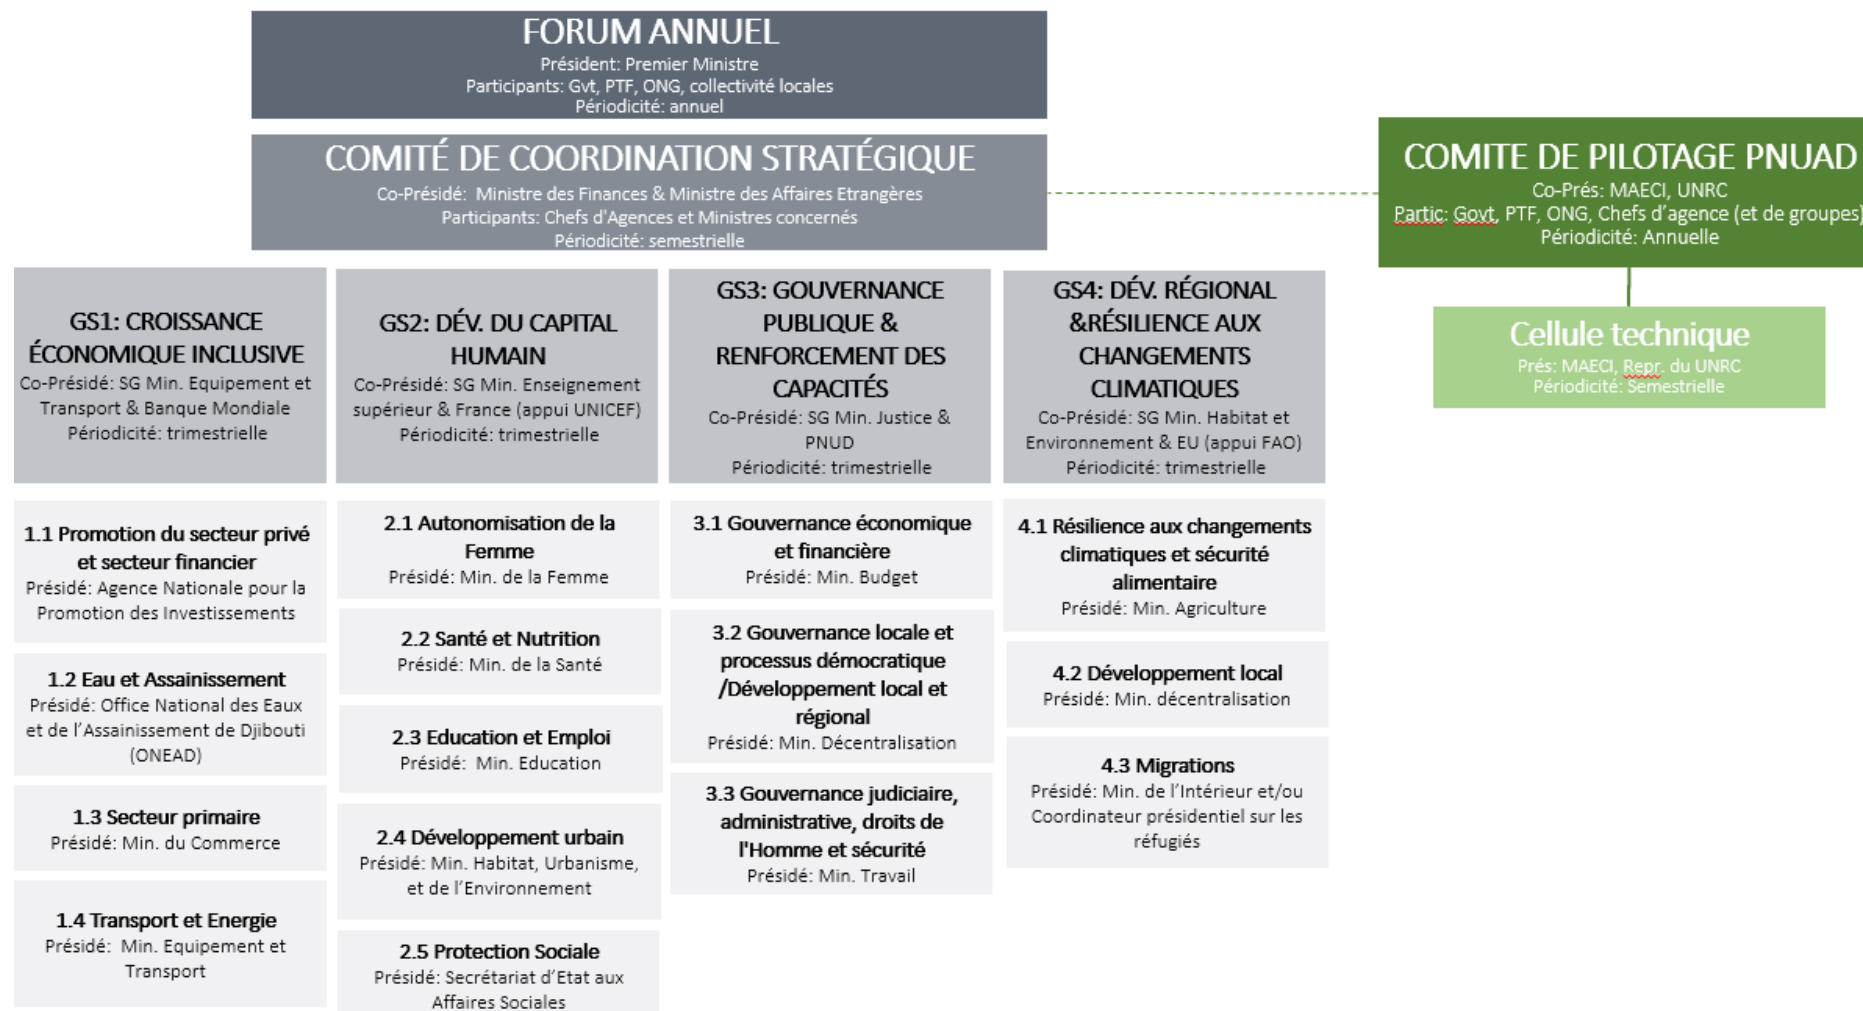 FORUM ANNUEL
Président: Premier Ministre
Participants: Gvt, PTF, ONG, collectivité locales
Périodicité: annuel
COMITÉ DE COORDINATION STRATÉGIQUE
Co-Présidé:  Ministre des Finances & Ministre des Affaires Etrangères
Participants: Chefs d'Agences et Ministres concernés
Périodicité: semestrielle
COMITE DE PILOTAGE PNUAD
Co-Prés: MAECI, UNRC
Partic: Govt, PTF, ONG, Chefs d’agence (et de groupes)
Périodicité: Annuelle
Cellule technique
Prés: MAECI, Repr. du UNRC
Périodicité: Semestrielle
GS1: CROISSANCE
ÉCONOMIQUE INCLUSIVE
Co-Présidé: SG Min. Equipement et
Transport & Banque Mondiale
Périodicité: trimestrielle
1.1 Promotion du secteur privé
et secteur financier
Présidé: Agence Nationale pour la
Promotion des Investissements
1.2 Eau et Assainissement
Présidé: Office National des Eaux
et de l’Assainissement de Djibouti
(ONEAD)
1.3 Secteur primaire
Présidé: Min. du Commerce
1.4 Transport et Energie
Présidé:  Min. Equipement et
Transport
GS2: DÉV. DU CAPITAL
HUMAIN
Co-Présidé: SG Min. Enseignement
supérieur & France (appui UNICEF)
Périodicité: trimestrielle
2.1 Autonomisation de la
Femme
Présidé: Min. de la Femme
2.2 Santé et Nutrition
Présidé: Min. de la Santé
2.3 Education et Emploi
Présidé:  Min. Education
2.4 Développement urbain
Présidé: Min. Habitat, Urbanisme,
et de l’Environnement
2.5 Protection Sociale
Présidé: Secrétariat d’Etat aux
Affaires Sociales
GS3: GOUVERNANCE
PUBLIQUE &
RENFORCEMENT DES
CAPACITÉS
Co-Présidé: SG Min. Justice &
PNUD
Périodicité: trimestrielle
3.1 Gouvernance économique
et financière
Présidé: Min. Budget
3.2 Gouvernance locale et
processus démocratique
/Développement local et
régional
Présidé: Min. Décentralisation
3.3 Gouvernance judiciaire,
administrative, droits de
l'Homme et sécurité
Présidé: Min. Travail
GS4: DÉV. RÉGIONAL
&RÉSILIENCE AUX
CHANGEMENTS
CLIMATIQUES
Co-Présidé: SG Min. Habitat et
Environnement & EU (appui FAO)
Périodicité: trimestrielle
4.1 Résilience aux changements
climatiques et sécurité
alimentaire
Présidé: Min. Agriculture
4.2 Développement local
Présidé: Min. décentralisation
4.3 Migrations
Présidé: Min. de l’Intérieur et/ou
Coordinateur présidentiel sur les
réfugiés